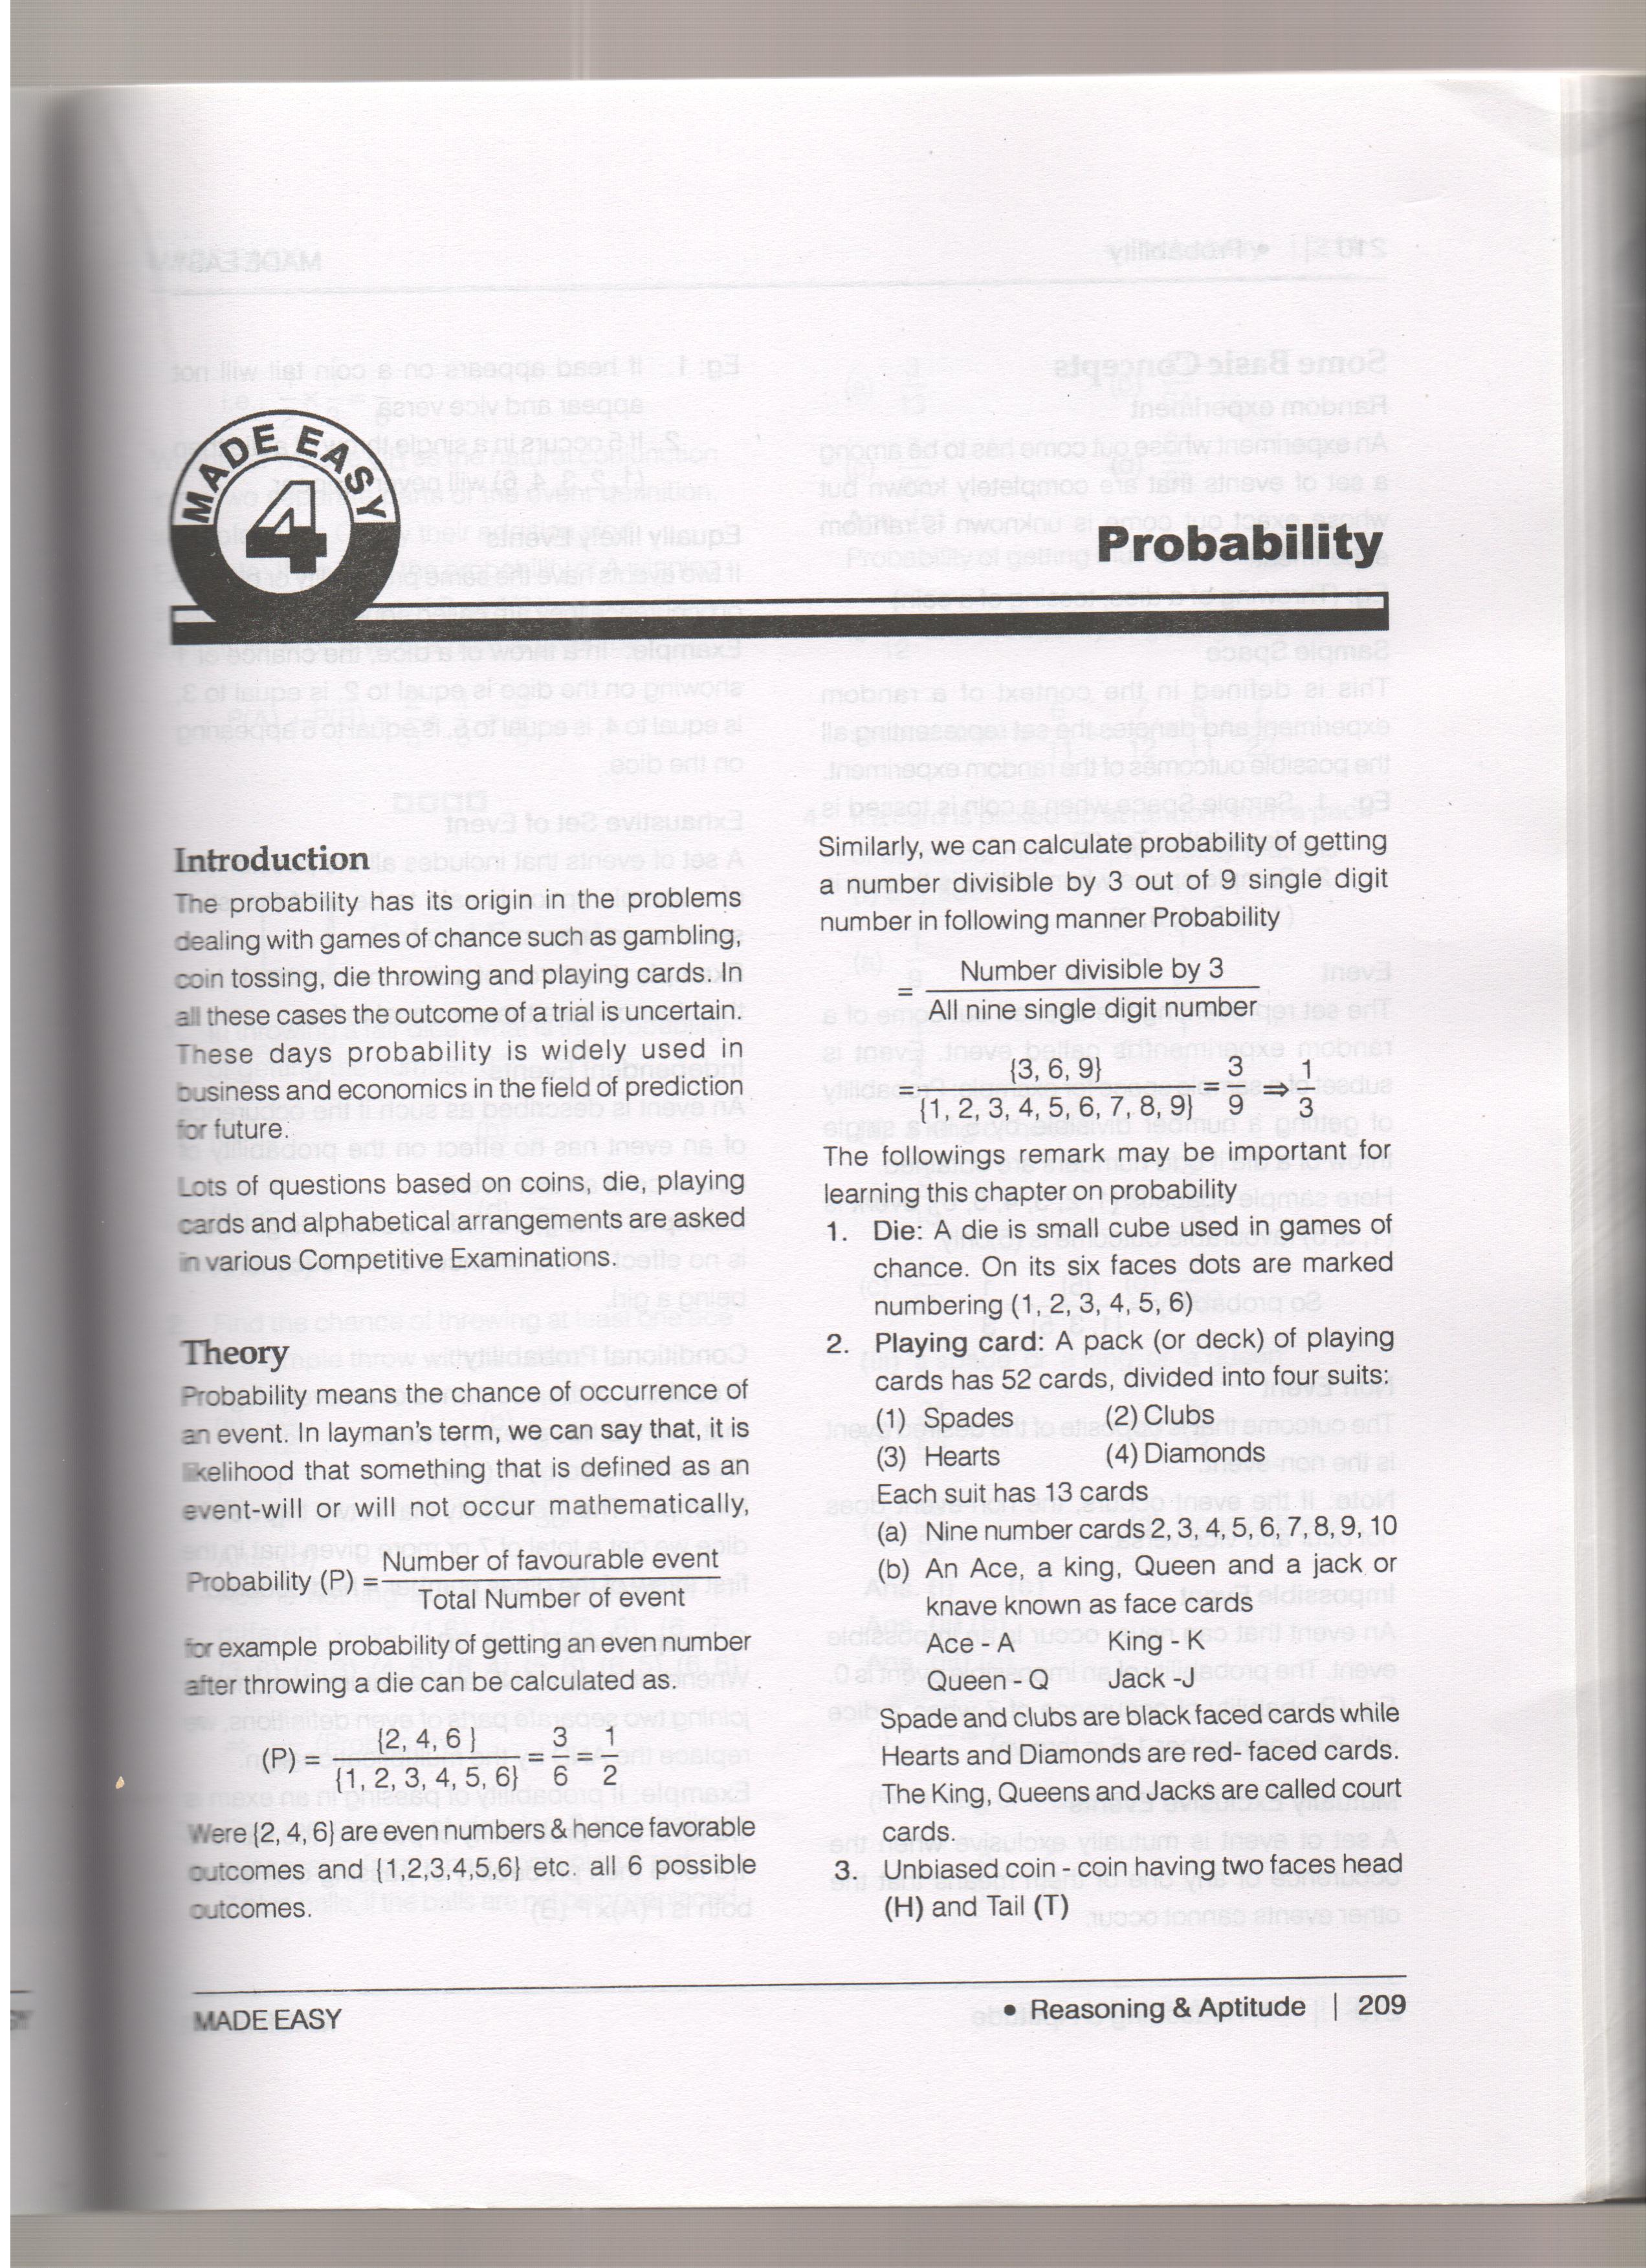 MADE EASY
4
Probability
Introduction
The probability has its origin in the problems
dealing with games of chance such as gambling,
coin tossing, die throwing and playing cards. In
all these cases the outcome of a trial is uncertain.
These days probability is widely used in
business and economics in the field of prediction
for future.
Lots of questions based on coins, die, playing
cards and alphabetical arrangements are asked
in various Competitive Examinations.
Theory
Probability means the chance of occurrence of
an event. In layman's term, we can say that, it is
likelihood that something that is defined as an
event-will or will not occur mathematically,
Probability (P) = Number of favourable event / Total Number of event
for example probability of getting an even number
after throwing a die can be calculated as.
(P) = {2, 4, 6 } / {1, 2, 3, 4, 5, 6} = 3/6 = 1/2
Were {2, 4, 6} are even numbers & hence favorable
outcomes and {1,2,3,4,5,6} etc. all 6 possible
outcomes.
Similarly, we can calculate probability of getting
a number divisible by 3 out of 9 single digit
number in following manner Probability
= Number divisible by 3 / All nine single digit number
= {3, 6, 9} / {1, 2, 3, 4, 5, 6, 7, 8, 9} = 3/9 ⇒ 1/3
The followings remark may be important for
learning this chapter on probability
1. Die: A die is small cube used in games of
chance. On its six faces dots are marked
numbering (1, 2, 3, 4, 5, 6)
2. Playing card: A pack (or deck) of playing
cards has 52 cards, divided into four suits:
(1) Spades (2) Clubs
(3) Hearts (4) Diamonds
Each suit has 13 cards
(a) Nine number cards 2, 3, 4, 5, 6, 7, 8, 9, 10
(b) An Ace, a king, Queen and a jack or
knave known as face cards
Ace - A King - K
Queen - Q Jack -J
Spade and clubs are black faced cards while
Hearts and Diamonds are red- faced cards.
The King, Queens and Jacks are called court
cards.
3. Unbiased coin - coin having two faces head
(H) and Tail (T)
MADE EASY
• Reasoning & Aptitude | 209